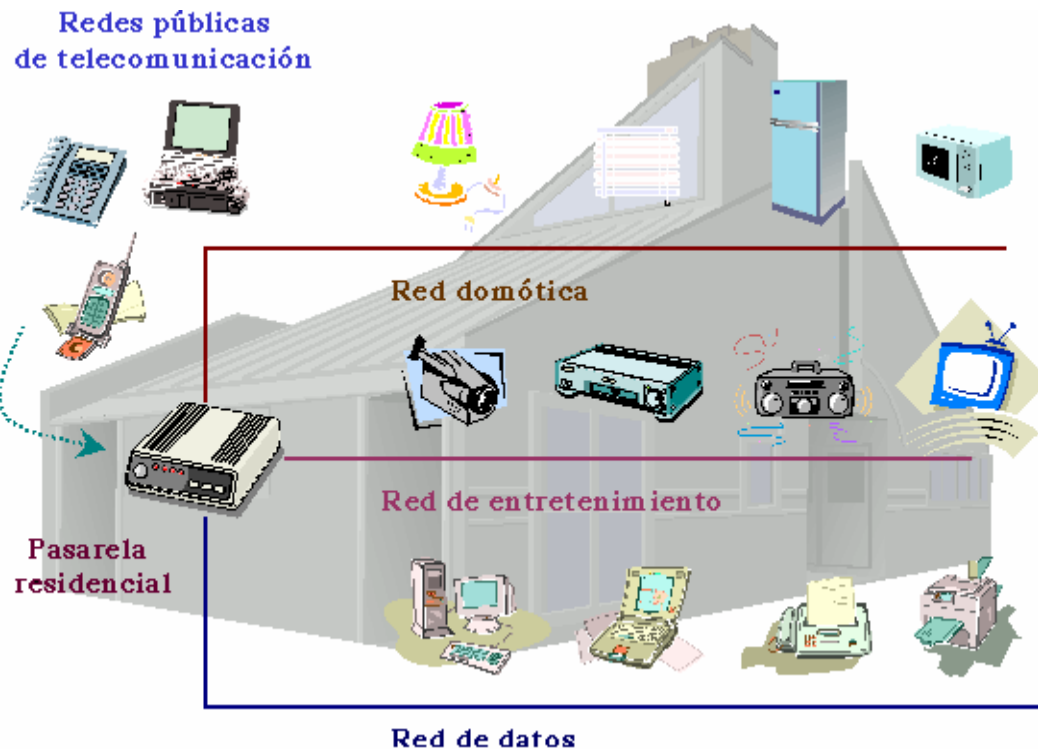 Redes públicas
de telecomunicación
Red domótica
Red de entretenimiento
Pasarela
residencial
Red de datos